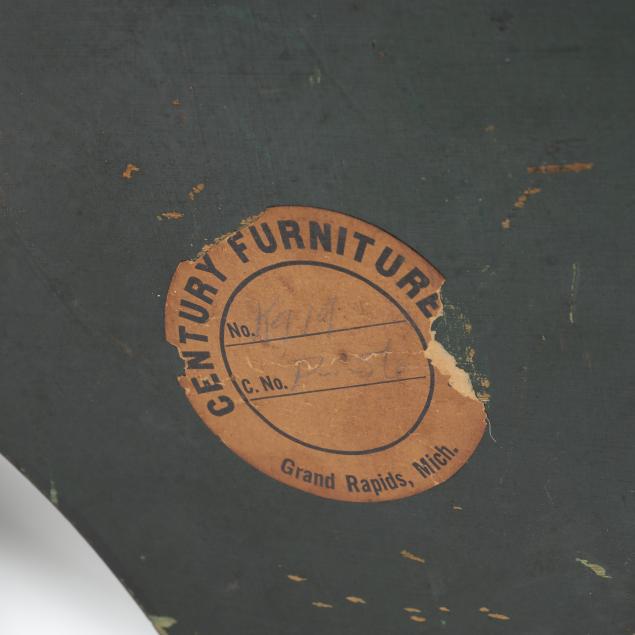 CENTURY FURNITURE
No.
C. No.
Grand Rapids, Mich.